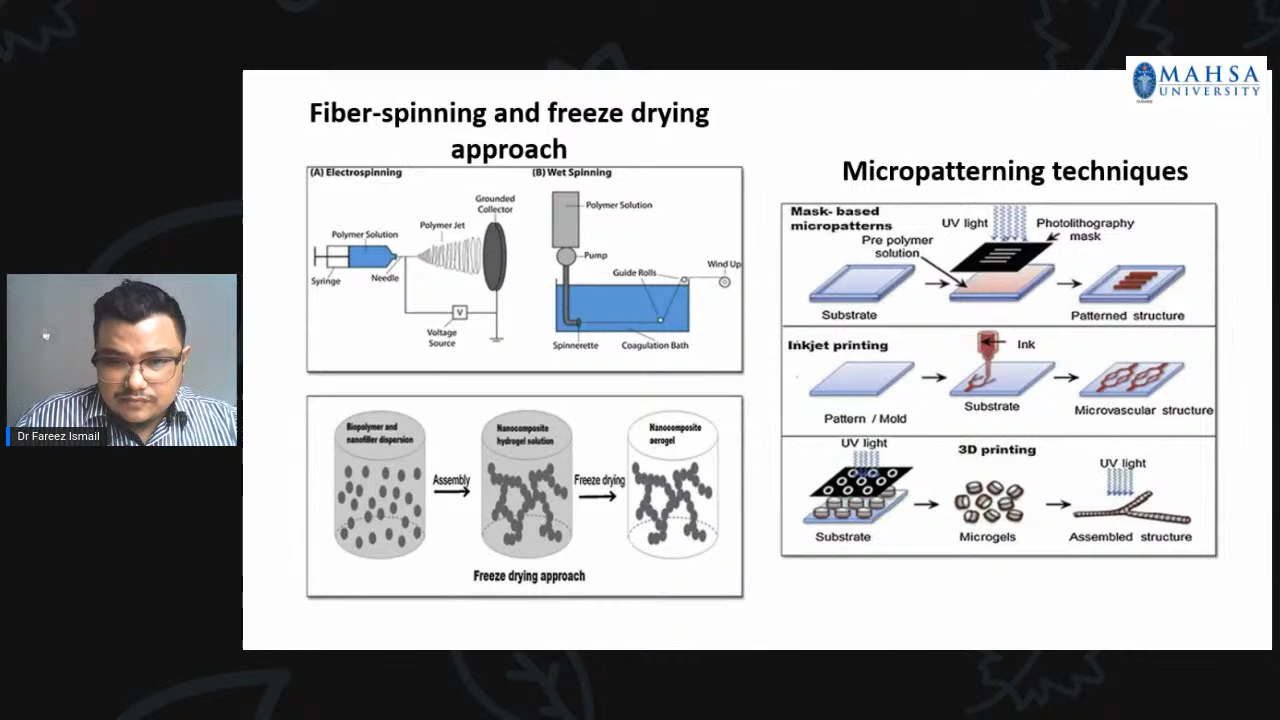 MAHSA
UNIVERSITY
Fiber-spinning and freeze drying
approach
(A) Electrospinning
(B) Wet Spinning
Grounded
Collector
Polymer Jet
Polymer Solution
Syringe
Needle
V
Voltage
Source
Polymer Solution
Pump
Guide Rolls
Wind Up
Spinnerette
Coagulation Bath
Biopolymer and
nanofiller dispersion
Assembly
Nanocomposite
hydrogel solution
Freeze drying
Nanocomposite
aerogel
Freeze drying approach
Micropatterning techniques
Mask- based
micropatterns
UV light
Photolithography
mask
Pre polymer
solution
Substrate
Patterned structure
Inkjet printing
Ink
Pattern / Mold
Substrate
Microvascular structure
UV light
3D printing
UV light
Substrate
Microgels
Assembled structure
Dr Fareez Ismail